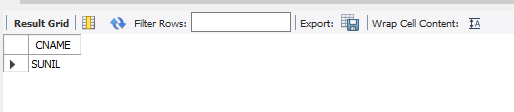 Result Grid Filter Rows: Export: Wrap Cell Content:
CNAME
SUNIL